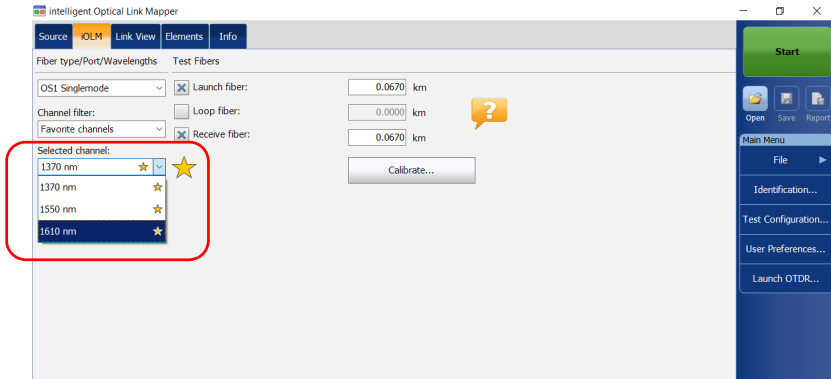 intelligent Optical Link Mapper
Source iOLM Link View Elements Info
Fiber type/Port/Wavelengths Test Fibers
OS1 Singlemode
Launch fiber: 0.0670 km
Channel filter:
Loop fiber: 0.0000 km
Favorite channels
Receive fiber: 0.0670 km
Selected channel:
1370 nm
Calibrate...
1370 nm
1550 nm
1610 nm
?
Start
Open Save Report
Main Menu
File
Identification...
Test Configuration...
User Preferences...
Launch OTDR...